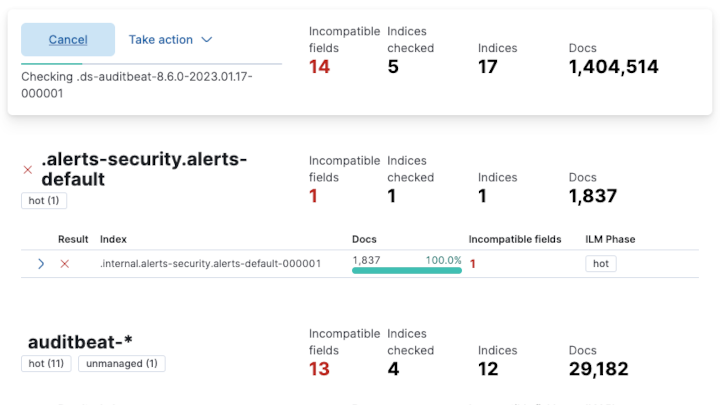 Cancel Take action
Checking .ds-auditbeat-8.6.0-2023.01.17-
000001
Incompatible fields Indices checked Indices Docs
14 5 17 1,404,514
.alerts-security.alerts-
default
hot (1)
Incompatible fields Indices checked Indices Docs
1 1 1 1,837
Result Index Docs Incompatible fields ILM Phase
.internal.alerts-security.alerts-default-000001 1,837 100.0% 1 hot
auditbeat-*
hot (11) unmanaged (1)
Incompatible fields Indices checked Indices Docs
13 4 12 29,182